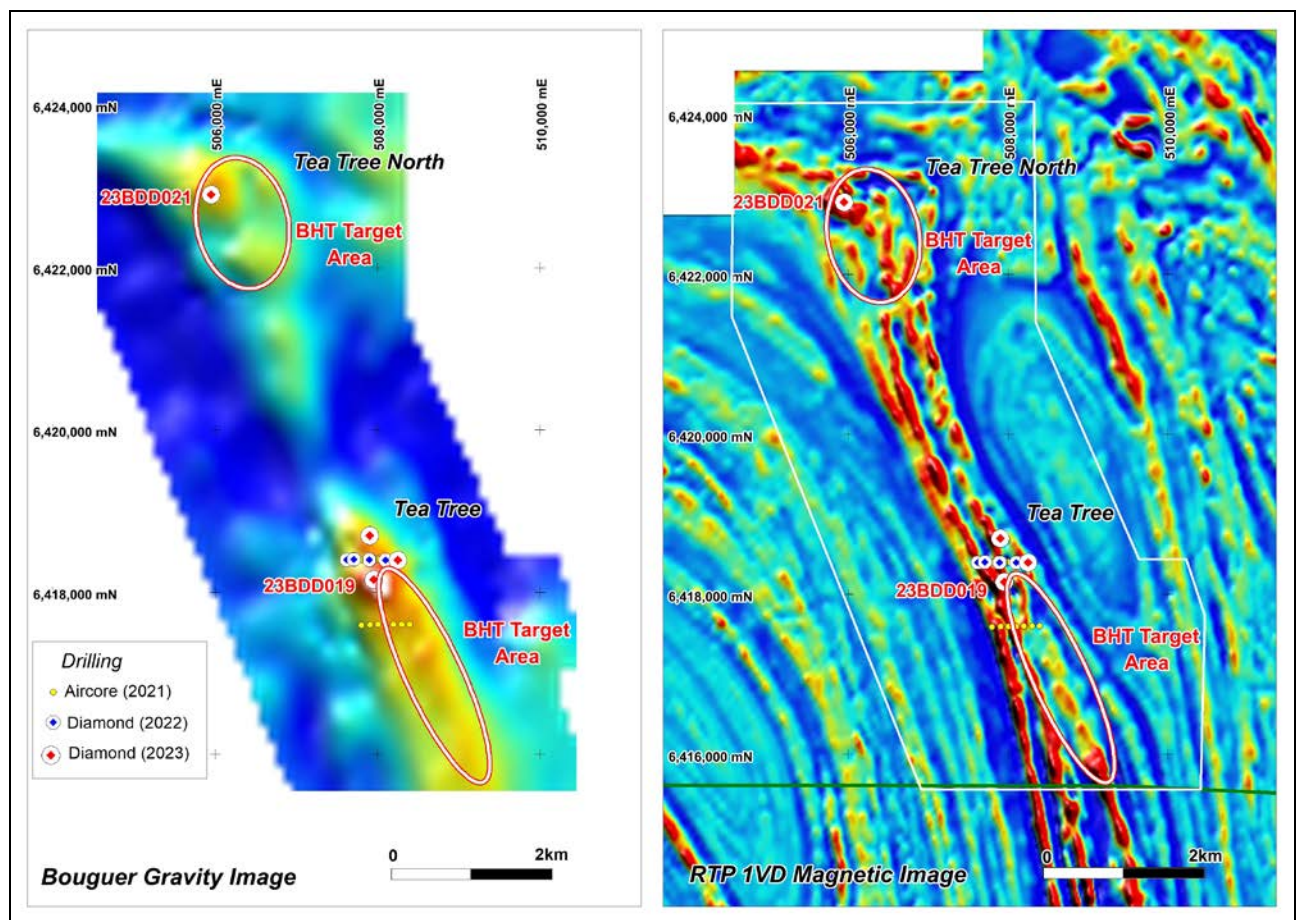 506,000 mE
508,000 mE
510,000 mE
6,424,000 mN
Tea Tree North
23BDD021
BHT Target
Area
6,422,000 mN
6,420,000 mN
Tea Tree
23BDD019
6,418,000 mN
BHT Target
Area
Drilling
Aircore (2021)
Diamond (2022)
Diamond (2023)
6,416,000 mN
0
2km
Bouguer Gravity Image
506,000 mE
508,000 mE
510,000 mE
6,424,000 mN
Tea Tree North
23BDD021
BHT Target
Area
6,422,000 mN
6,420,000 mN
Tea Tree
23BDD019
6,418,000 mN
BHT Target
Area
6,416,000 mN
0
2km
RTP 1VD Magnetic Image